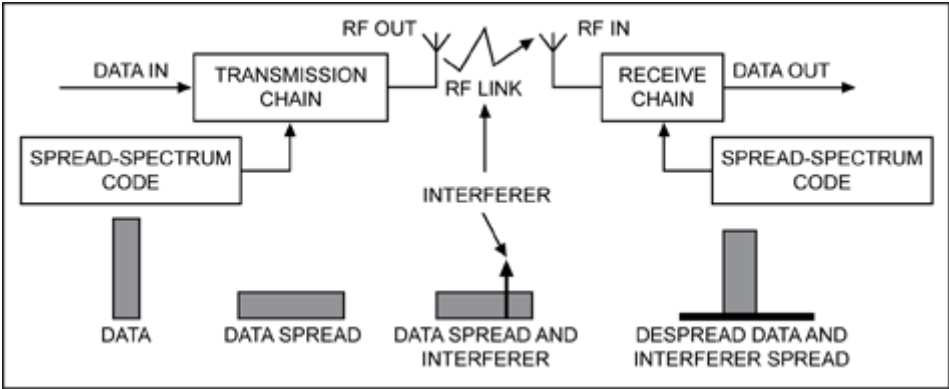 RF OUT
RF IN
DATA IN
TRANSMISSION
CHAIN
RF LINK
RECEIVE
CHAIN
DATA OUT
SPREAD-SPECTRUM
CODE
SPREAD-SPECTRUM
CODE
INTERFERER
DATA
DATA SPREAD
DATA SPREAD AND
INTERFERER
DESPREAD DATA AND
INTERFERER SPREAD